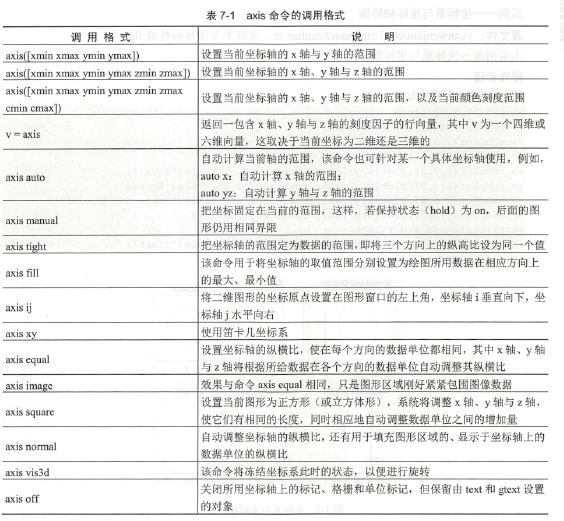 表 7-1 axis 命令的调用格式
调 用 格 式 说 明
axis([xmin xmax ymin ymax]) 设置当前坐标轴的 x 轴与 y 轴的范围
axis([xmin xmax ymin ymax zmin zmax]) 设置当前坐标轴的 x 轴、y 轴与 z 轴的范围
axis([xmin xmax ymin ymax zmin zmax
cmin cmax]) 设置当前坐标轴的 x 轴、y 轴与 z 轴的范围，以及当前颜色刻度范围
v = axis 返回一包含 x 轴、y 轴与 z 轴的刻度因子的行向量，其中 v 为一个四维或
六维向量，这取决于当前坐标为二维还是三维的
axis auto 自动计算当前轴的范围，该命令也可针对某一个具体坐标轴使用，例如，
auto x：自动计算 x 轴的范围；
auto yz：自动计算 y 轴与 z 轴的范围
axis manual 把坐标固定在当前的范围，这样，若保持状态（hold）为 on，后面的图
形仍用相同界限
axis tight 把坐标轴的范围定为数据的范围，即将三个方向上的纵高比设为同一个值
axis fill 该命令用于将坐标轴的取值范围分别设置为绘图所用数据在相应方向上
的最大、最小值
axis ij 将二维图形的坐标原点设置在图形窗口的左上角，坐标轴 i 垂直向下，坐
标轴 j 水平向右
axis xy 使用笛卡儿坐标系
axis equal 设置坐标轴的纵横比，使在每个方向的数据单位都相同，其中 x 轴、y 轴
与 z 轴将根据所给数据在各个方向的数据单位自动调整其纵横比
axis image 效果与命令 axis equal 相同，只是图形区域刚好紧紧包围图像数据
axis square 设置当前图形为正方形（或立方体形），系统将调整 x 轴、y 轴与 z 轴，
使它们有相同的长度，同时相应地自动调整数据单位之间的增加量
axis normal 自动调整坐标轴的纵横比，还有用于填充图形区域的、显示于坐标轴上的
数据单位的纵横比
axis vis3d 该命令将冻结坐标系此时的状态，以便进行旋转
axis off 关闭所用坐标轴上的标记、格栅和单位标记，但保留由 text 和 gtext 设置
的对象